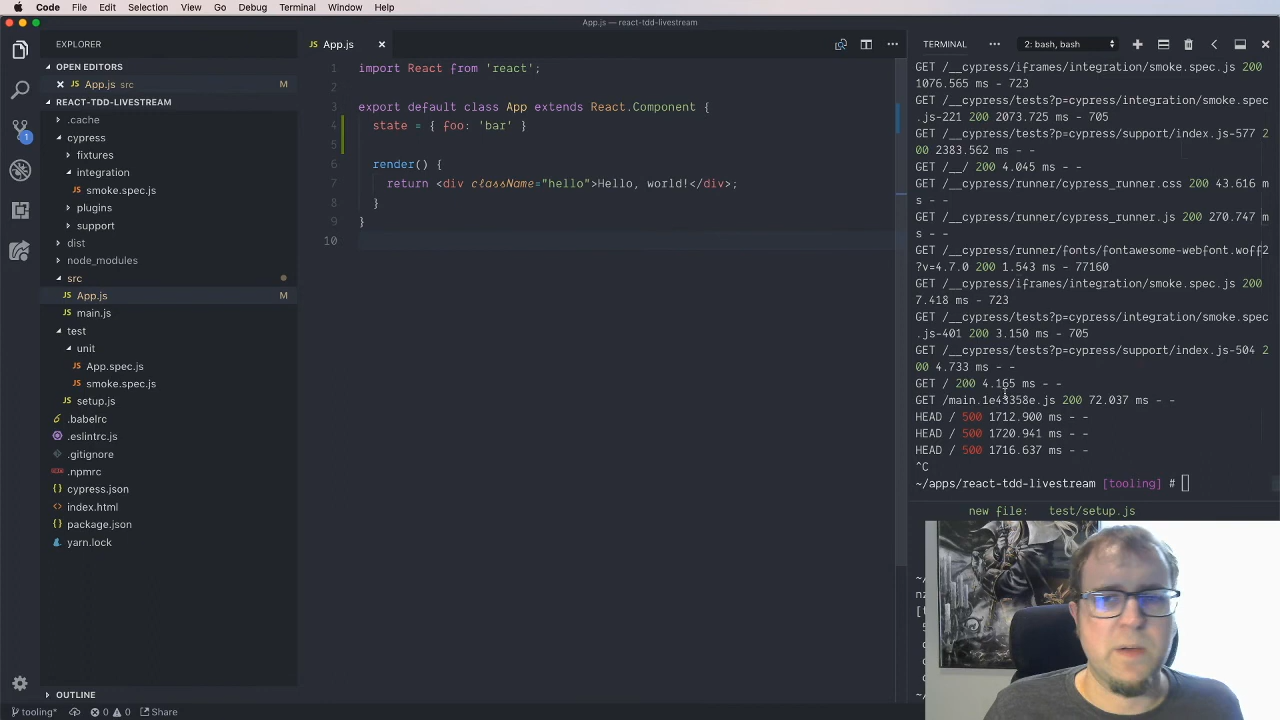 Code File Edit Selection View Go Debug Terminal Window Help
App.js — react-tdd-livestream
EXPLORER
OPEN EDITORS
App.js src M
REACT-TDD-LIVESTREAM
.cache
cypress
fixtures
integration
JS smoke.spec.js
plugins
support
dist
node_modules
src
JS App.js M
JS main.js
test
unit
JS App.spec.js
JS smoke.spec.js
JS setup.js
.babelrc
.eslintrc.js
.gitignore
.npmrc
cypress.json
index.html
package.json
yarn.lock
OUTLINE
tooling* 0 0 Share
JS App.js
1 import React from 'react';
2
3 export default class App extends React.Component {
4 state = { foo: 'bar' }
5
6 render() {
7 return <div className="hello">Hello, world!</div>;
8 }
9 }
10
TERMINAL 2: bash, bash
GET /__cypress/iframes/integration/smoke.spec.js 200
1076.565 ms - 723
GET /__cypress/tests?p=cypress/integration/smoke.spec
.js-221 200 2073.725 ms - 705
GET /__cypress/tests?p=cypress/support/index.js-577 2
00 2383.562 ms - -
GET /__/ 200 4.045 ms - -
GET /__cypress/runner/cypress_runner.css 200 43.616 m
s - -
GET /__cypress/runner/cypress_runner.js 200 270.747 m
s - -
GET /__cypress/runner/fonts/fontawesome-webfont.woff2
?v=4.7.0 200 1.543 ms - 77160
GET /__cypress/iframes/integration/smoke.spec.js 200
7.418 ms - 723
GET /__cypress/tests?p=cypress/integration/smoke.spec
.js-401 200 3.150 ms - 705
GET /__cypress/tests?p=cypress/support/index.js-504 2
00 4.733 ms - -
GET / 200 4.165 ms - -
GET /main.1e43358e.js 200 72.037 ms - -
HEAD / 500 1712.900 ms - -
HEAD / 500 1720.941 ms - -
HEAD / 500 1716.637 ms - -
^C
~/apps/react-tdd-livestream [tooling] #
new file: test/setup.js